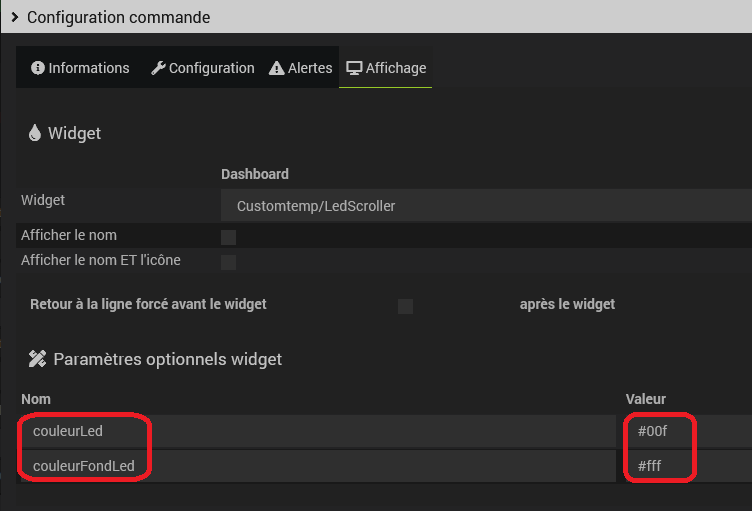 Configuration commande
Informations Configuration Alertes Affichage
Widget
Dashboard
Widget Customtemp/LedScroller
Afficher le nom
Afficher le nom ET l'icône
Retour à la ligne forcé avant le widget après le widget
Paramètres optionnels widget
Nom Valeur
couleurLed #00f
couleurFondLed #fff